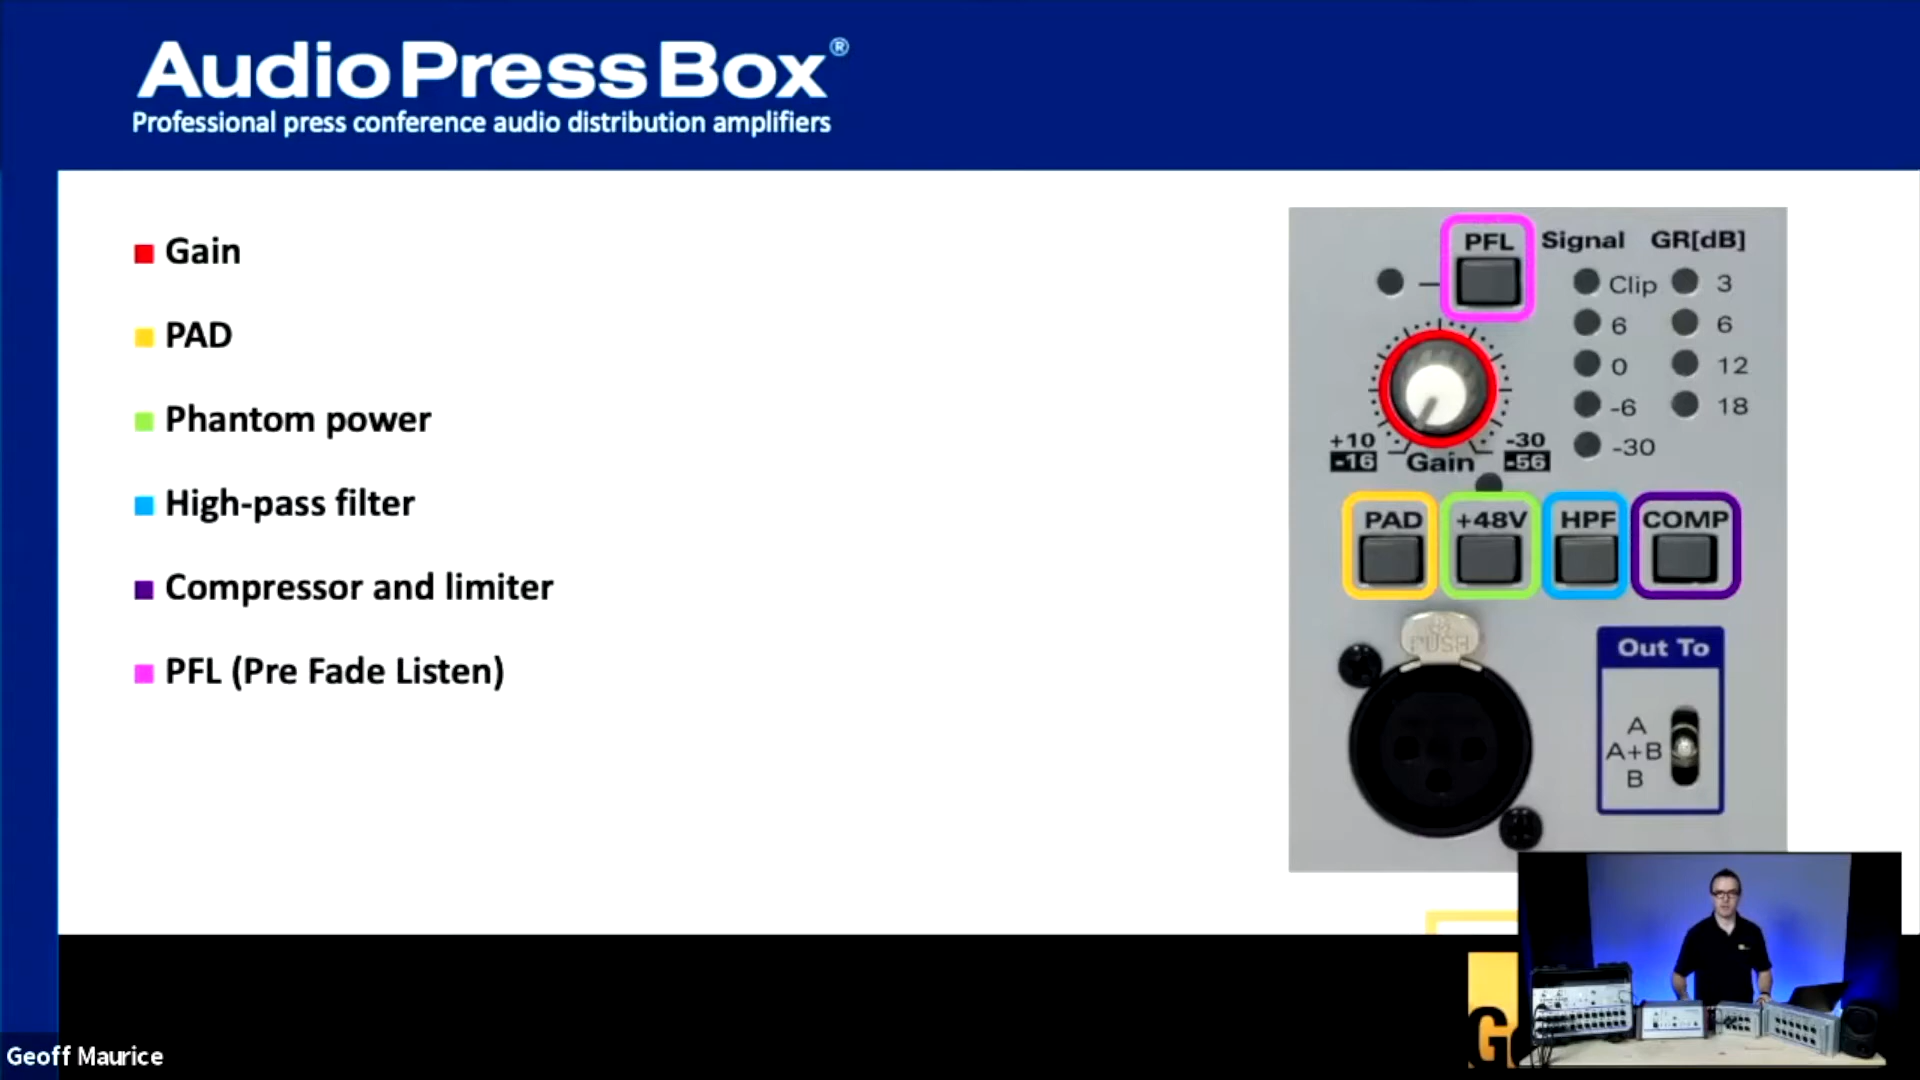 AudioPressBox®
Professional press conference audio distribution amplifiers
Gain
PAD
Phantom power
High-pass filter
Compressor and limiter
PFL (Pre Fade Listen)
PFL Signal GR[dB]
Clip 3
6 6
0 12
-6 18
-30
+10 -30
-16 Gain -56
PAD +48V HPF COMP
PUSH
Out To
A
A+B
B
Geoff Maurice